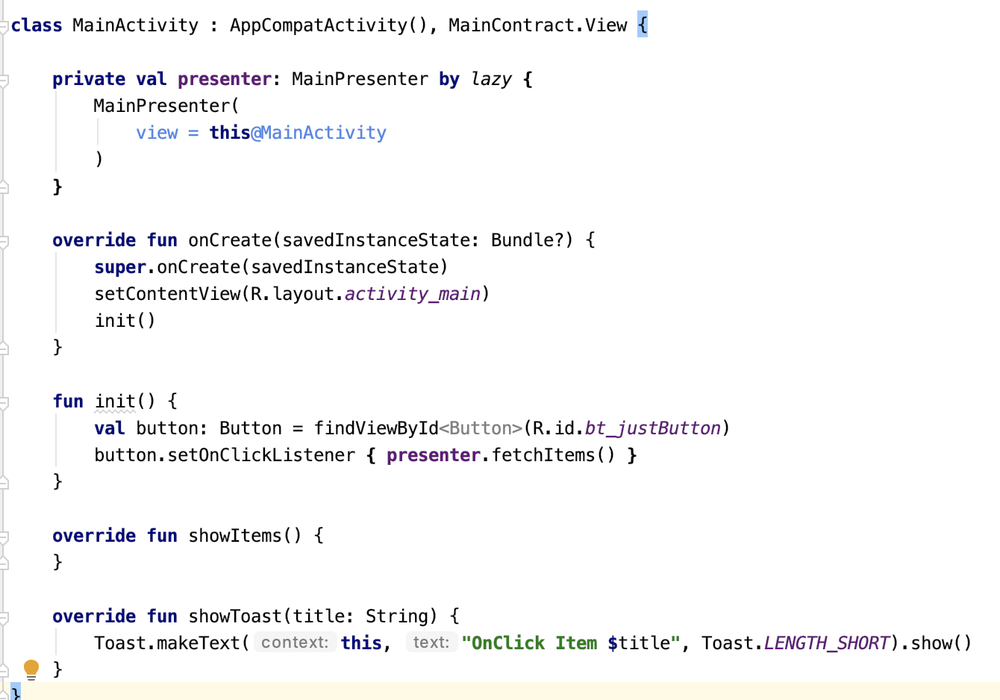 class MainActivity : AppCompatActivity(), MainContract.View {
private val presenter: MainPresenter by lazy {
MainPresenter(
view = this@MainActivity
)
}
override fun onCreate(savedInstanceState: Bundle?) {
super.onCreate(savedInstanceState)
setContentView(R.layout.activity_main)
init()
}
fun init() {
val button: Button = findViewById<Button>(R.id.bt_justButton)
button.setOnClickListener { presenter.fetchItems() }
}
override fun showItems() {
}
override fun showToast(title: String) {
Toast.makeText( context: this, text: "OnClick Item $title", Toast.LENGTH_SHORT).show()
}
}